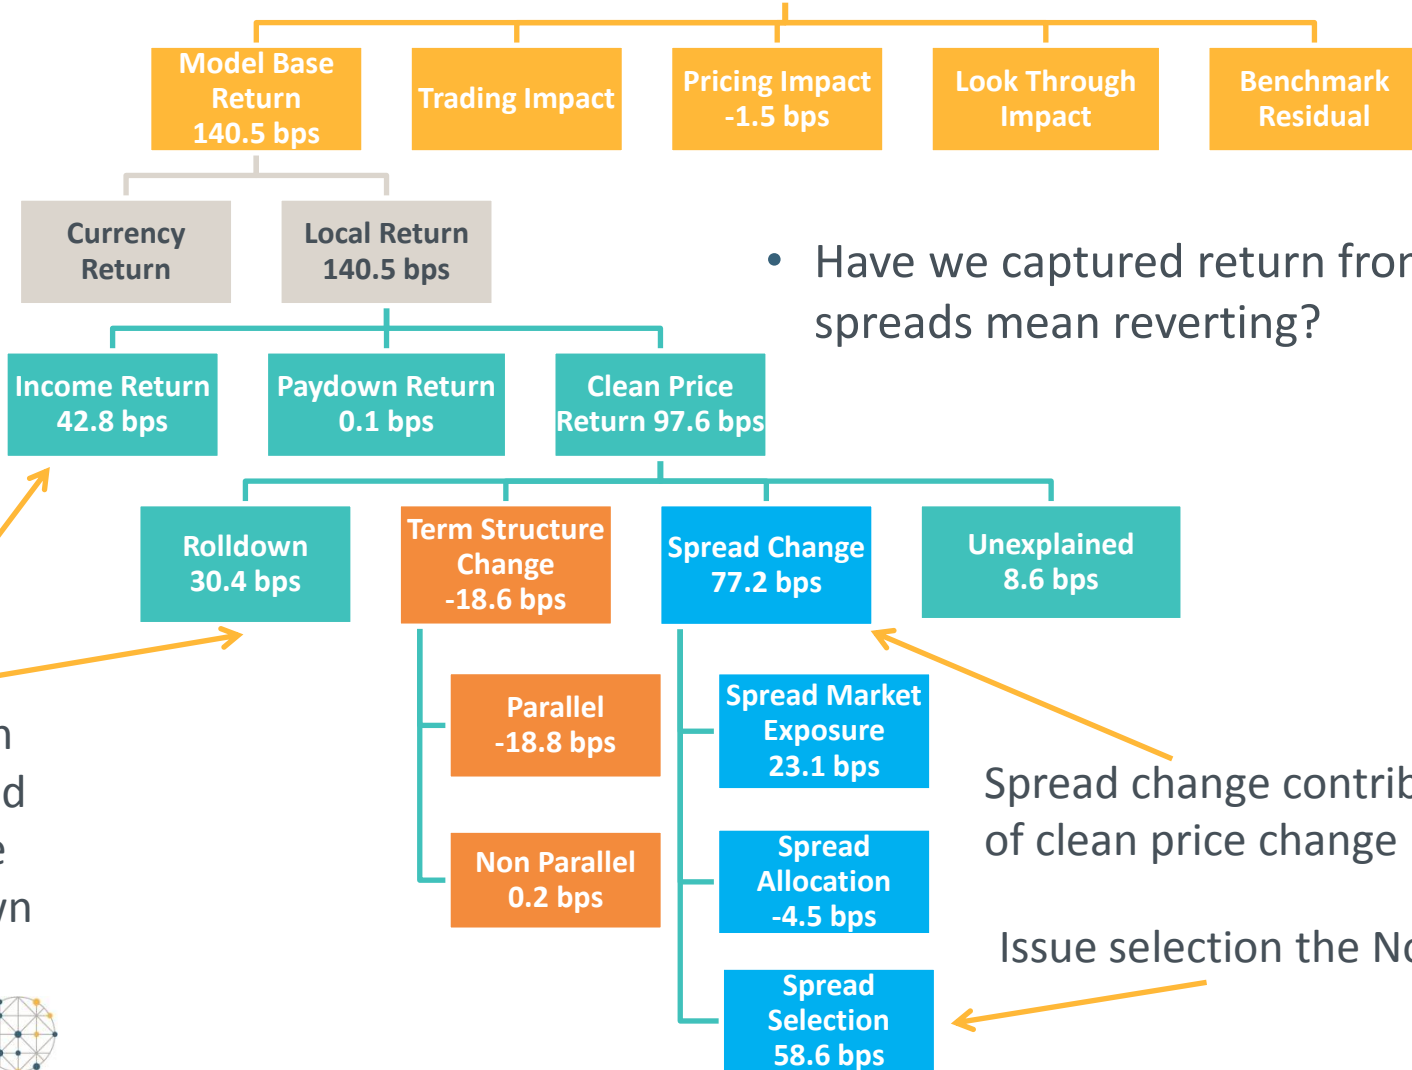 Model Base
Return
140.5 bps
Trading Impact
Pricing Impact
-1.5 bps
Look Through
Impact
Benchmark
Residual
Currency
Return
Local Return
140.5 bps
• Have we captured return
spreads mean reverting?
Income Return
42.8 bps
Paydown Return
0.1 bps
Clean Price
Return 97.6 bps
Rolldown
30.4 bps
Term Structure
Change
-18.6 bps
Spread Change
77.2 bps
Unexplained
8.6 bps
Parallel
-18.8 bps
Spread Market
Exposure
23.1 bps
Non Parallel
0.2 bps
Spread
Allocation
-4.5 bps
Spread
Selection
58.6 bps
Spread change
of clean price change
Issue selection the